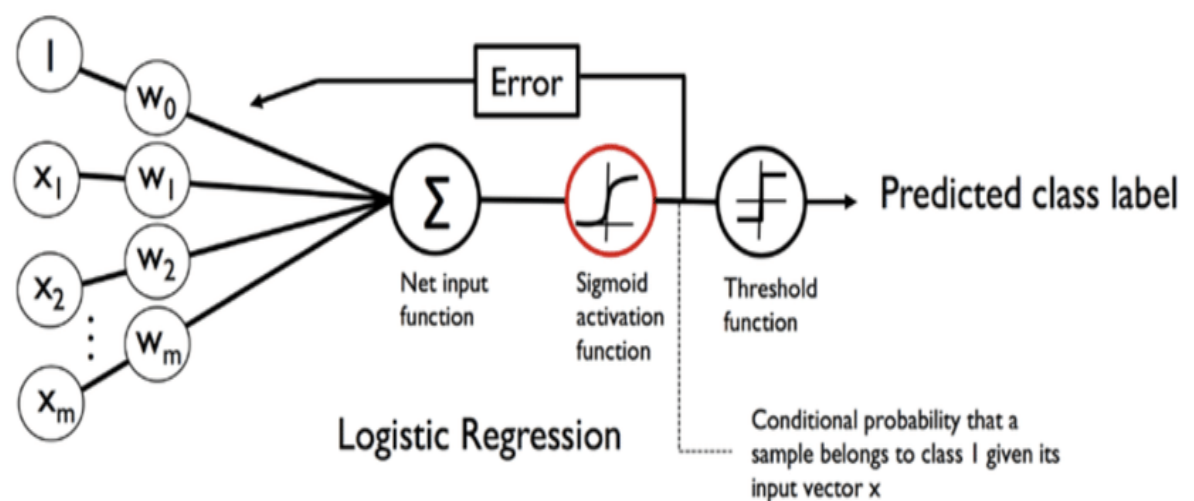 1
w0
Error
x1
w1
Σ
Predicted class label
x2
w2
Net input
function
Sigmoid
activation
function
Threshold
function
wm
xm
Logistic Regression
Conditional probability that a
sample belongs to class 1 given its
input vector x